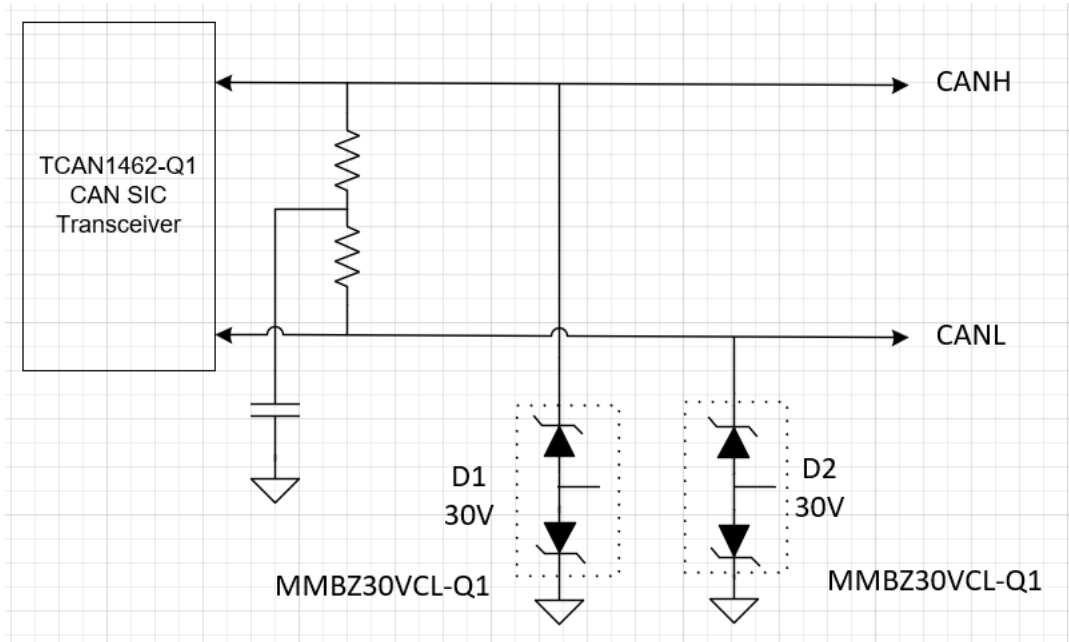 CANH
TCAN1462-Q1
CAN SIC
Transceiver
CANL
D1
30V
D2
30V
MMBZ30VCL-Q1
MMBZ30VCL-Q1